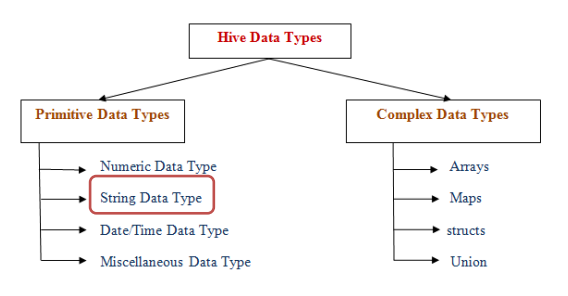 Hive Data Types
Primitive Data Types
Numeric Data Type
String Data Type
Date/Time Data Type
Miscellaneous Data Type
Complex Data Types
Arrays
Maps
structs
Union